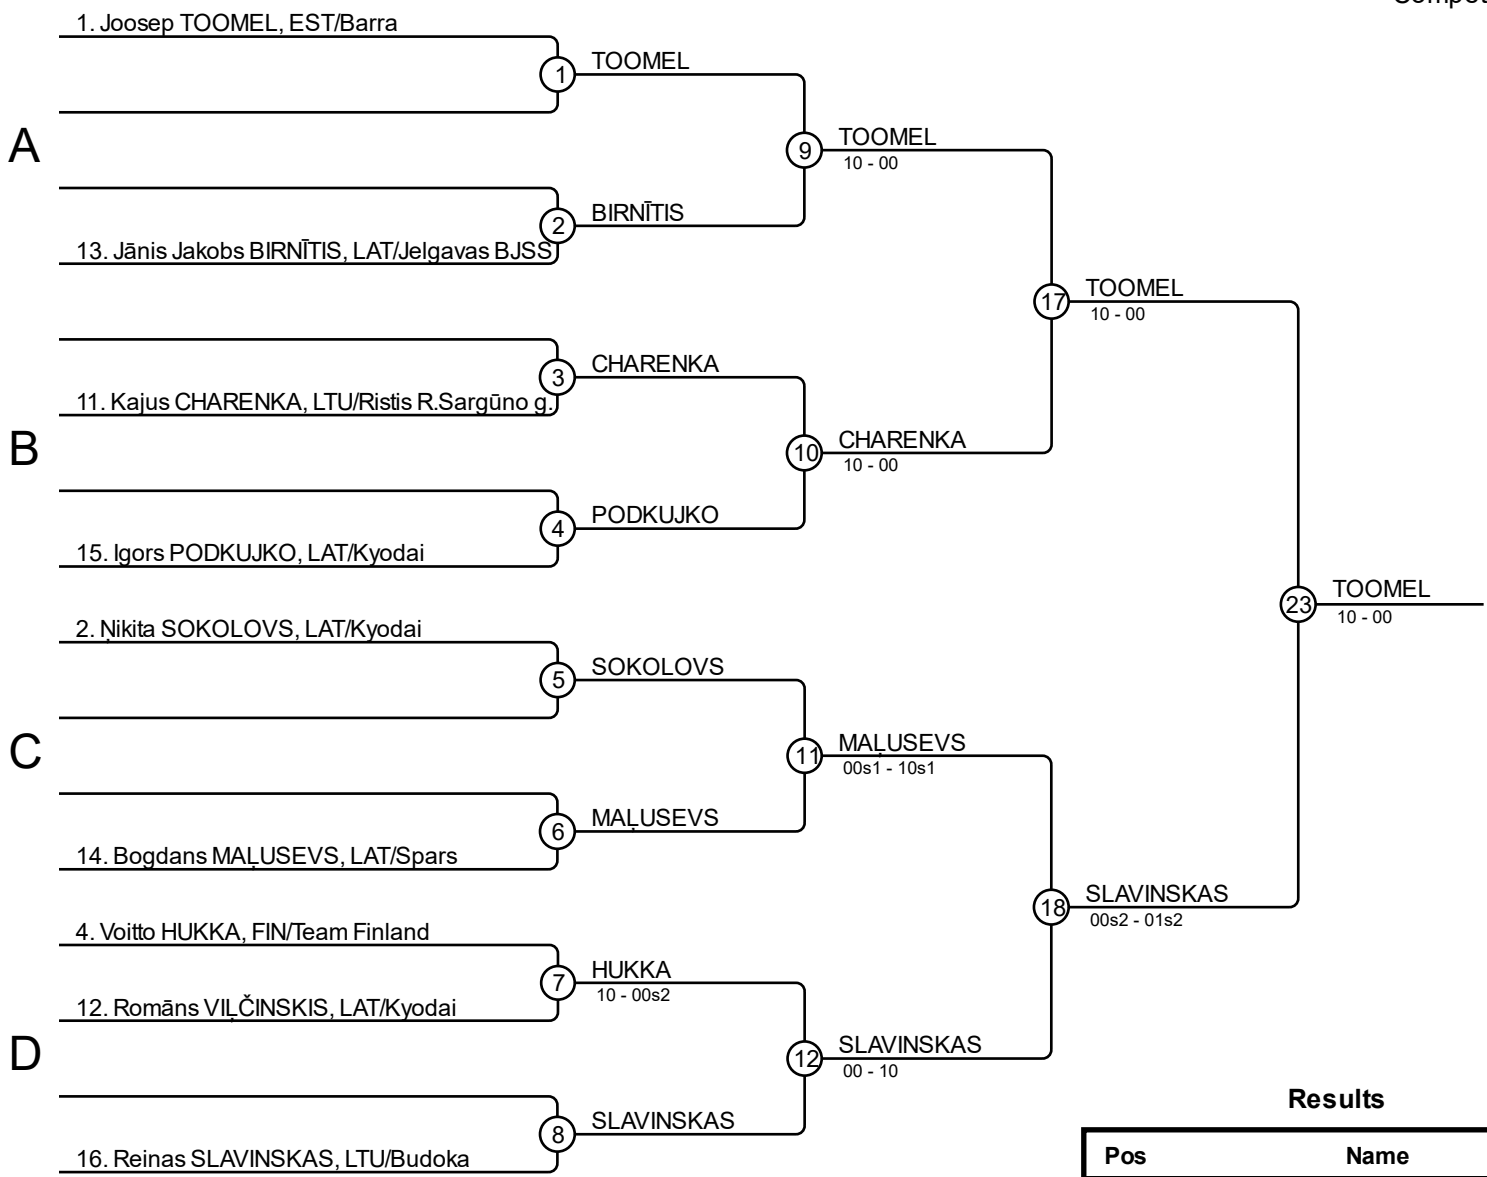 1. Joosep TOOMEL, EST/Barra
1
TOOMEL
A
9
TOOMEL
10 - 00
2
BIRNĪTIS
13. Jānis Jakobs BIRNĪTIS, LAT/Jelgavas BJSS
17
TOOMEL
10 - 00
3
CHARENKA
11. Kajus CHARENKA, LTU/Ristis R.Sargūno g.
B
10
CHARENKA
10 - 00
4
PODKUJKO
15. Igors PODKUJKO, LAT/Kyodai
23
TOOMEL
10 - 00
2. Ņikita SOKOLOVS, LAT/Kyodai
5
SOKOLOVS
C
11
MAĻUSEVS
00s1 - 10s1
6
MAĻUSEVS
14. Bogdans MAĻUSEVS, LAT/Spars
18
SLAVINSKAS
00s2 - 01s2
4. Voitto HUKKA, FIN/Team Finland
7
HUKKA
10 - 00s2
12. Romāns VIĻČINSKIS, LAT/Kyodai
D
12
SLAVINSKAS
00 - 10
8
SLAVINSKAS
16. Reinas SLAVINSKAS, LTU/Budoka
Results
Pos Name